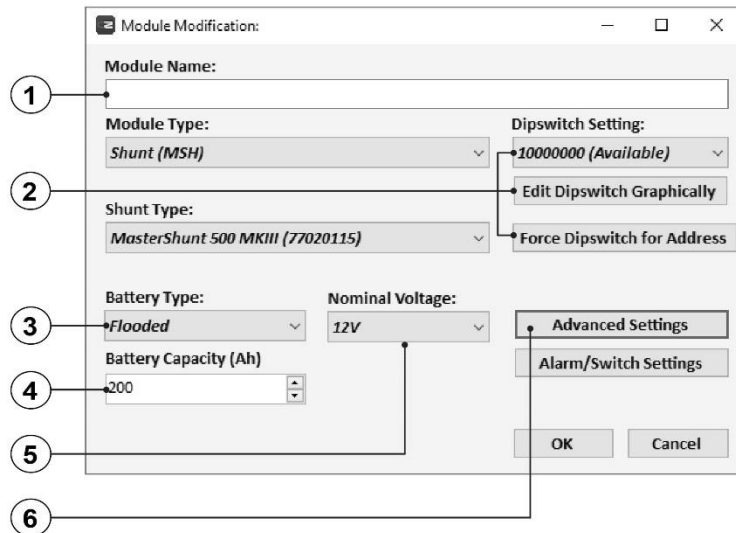 Module Modification:
Module Name:
1
Module Type:
Dipswitch Setting:
Shunt (MSH)
10000000 (Available)
2
Edit Dipswitch Graphically
Shunt Type:
MasterShunt 500 MKIII (77020115)
Force Dipswitch for Address
Battery Type:
Nominal Voltage:
3
Flooded
12V
Advanced Settings
Battery Capacity (Ah)
Alarm/Switch Settings
4
200
5
OK
Cancel
6